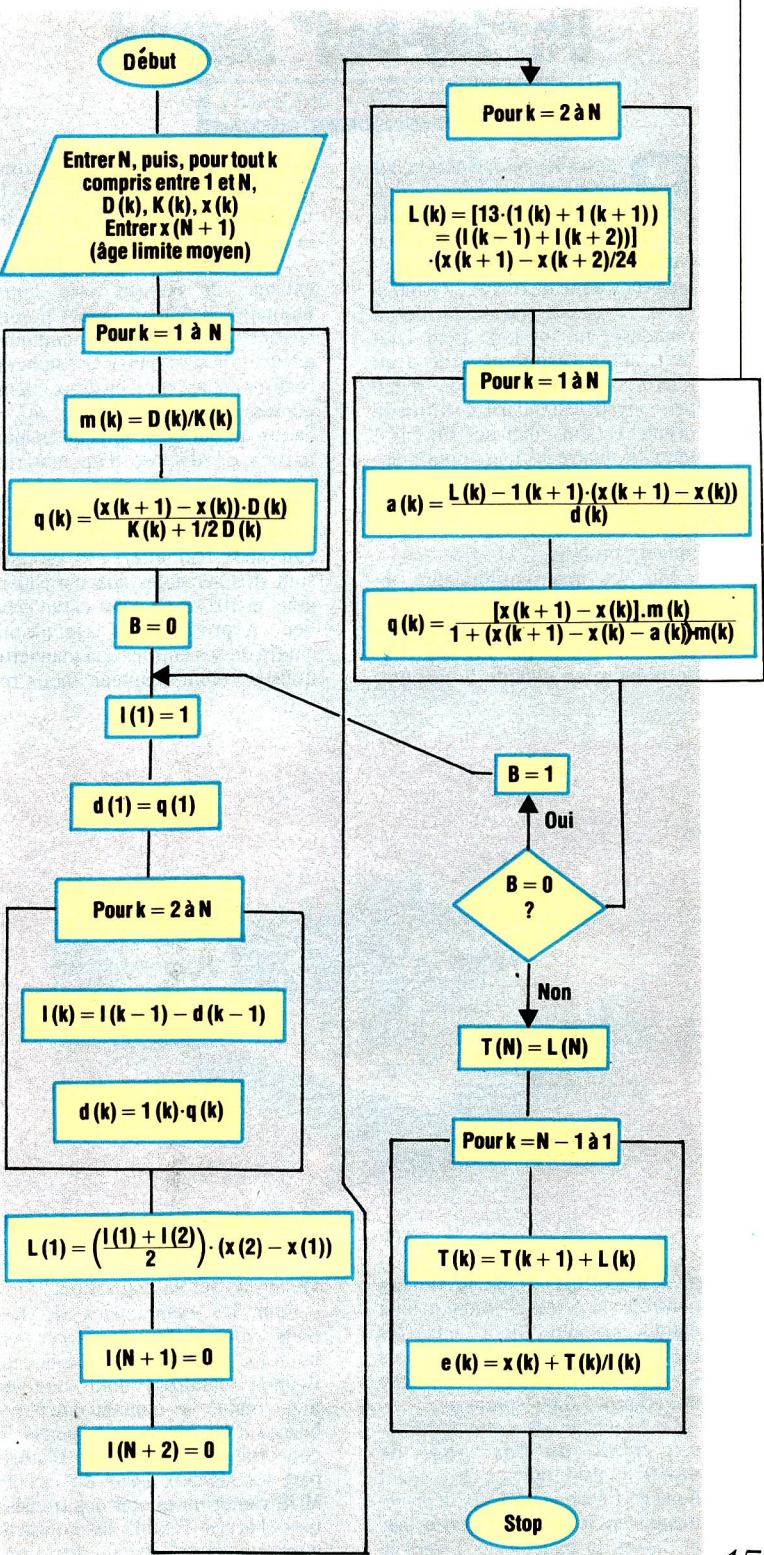 Début
Entrer N, puis, pour tout k
compris entre 1 et N,
D (k), K (k), x (k)
Entrer x (N + 1)
(âge limite moyen)
Pour k = 1 à N
m (k) = D (k)/K (k)
q (k) = (x (k + 1) − x (k))·D (k)
K (k) + 1/2 D (k)
B = 0
l (1) = 1
d (1) = q (1)
Pour k = 2 à N
l (k) = l (k − 1) − d (k − 1)
d (k) = 1 (k)·q (k)
L (1) = (l (1) + l (2) / 2) · (x (2) − x (1))
l (N + 1) = 0
l (N + 2) = 0
Pour k = 2 à N
L (k) = [13·(1 (k) + 1 (k + 1) )
= (l (k − 1) + l (k + 2))]
·(x (k + 1) − x (k + 2)/24
Pour k = 1 à N
a (k) = L (k) − 1 (k + 1)·(x (k + 1) − x (k))
d (k)
q (k) = [x (k + 1) − x (k)].m (k)
1 + (x (k + 1) − x (k) − a (k))·m(k)
B = 1
Oui
B = 0
?
Non
T (N) = L (N)
Pour k = N − 1 à 1
T (k) = T (k + 1) + L (k)
e (k) = x (k) + T (k)/l (k)
Stop